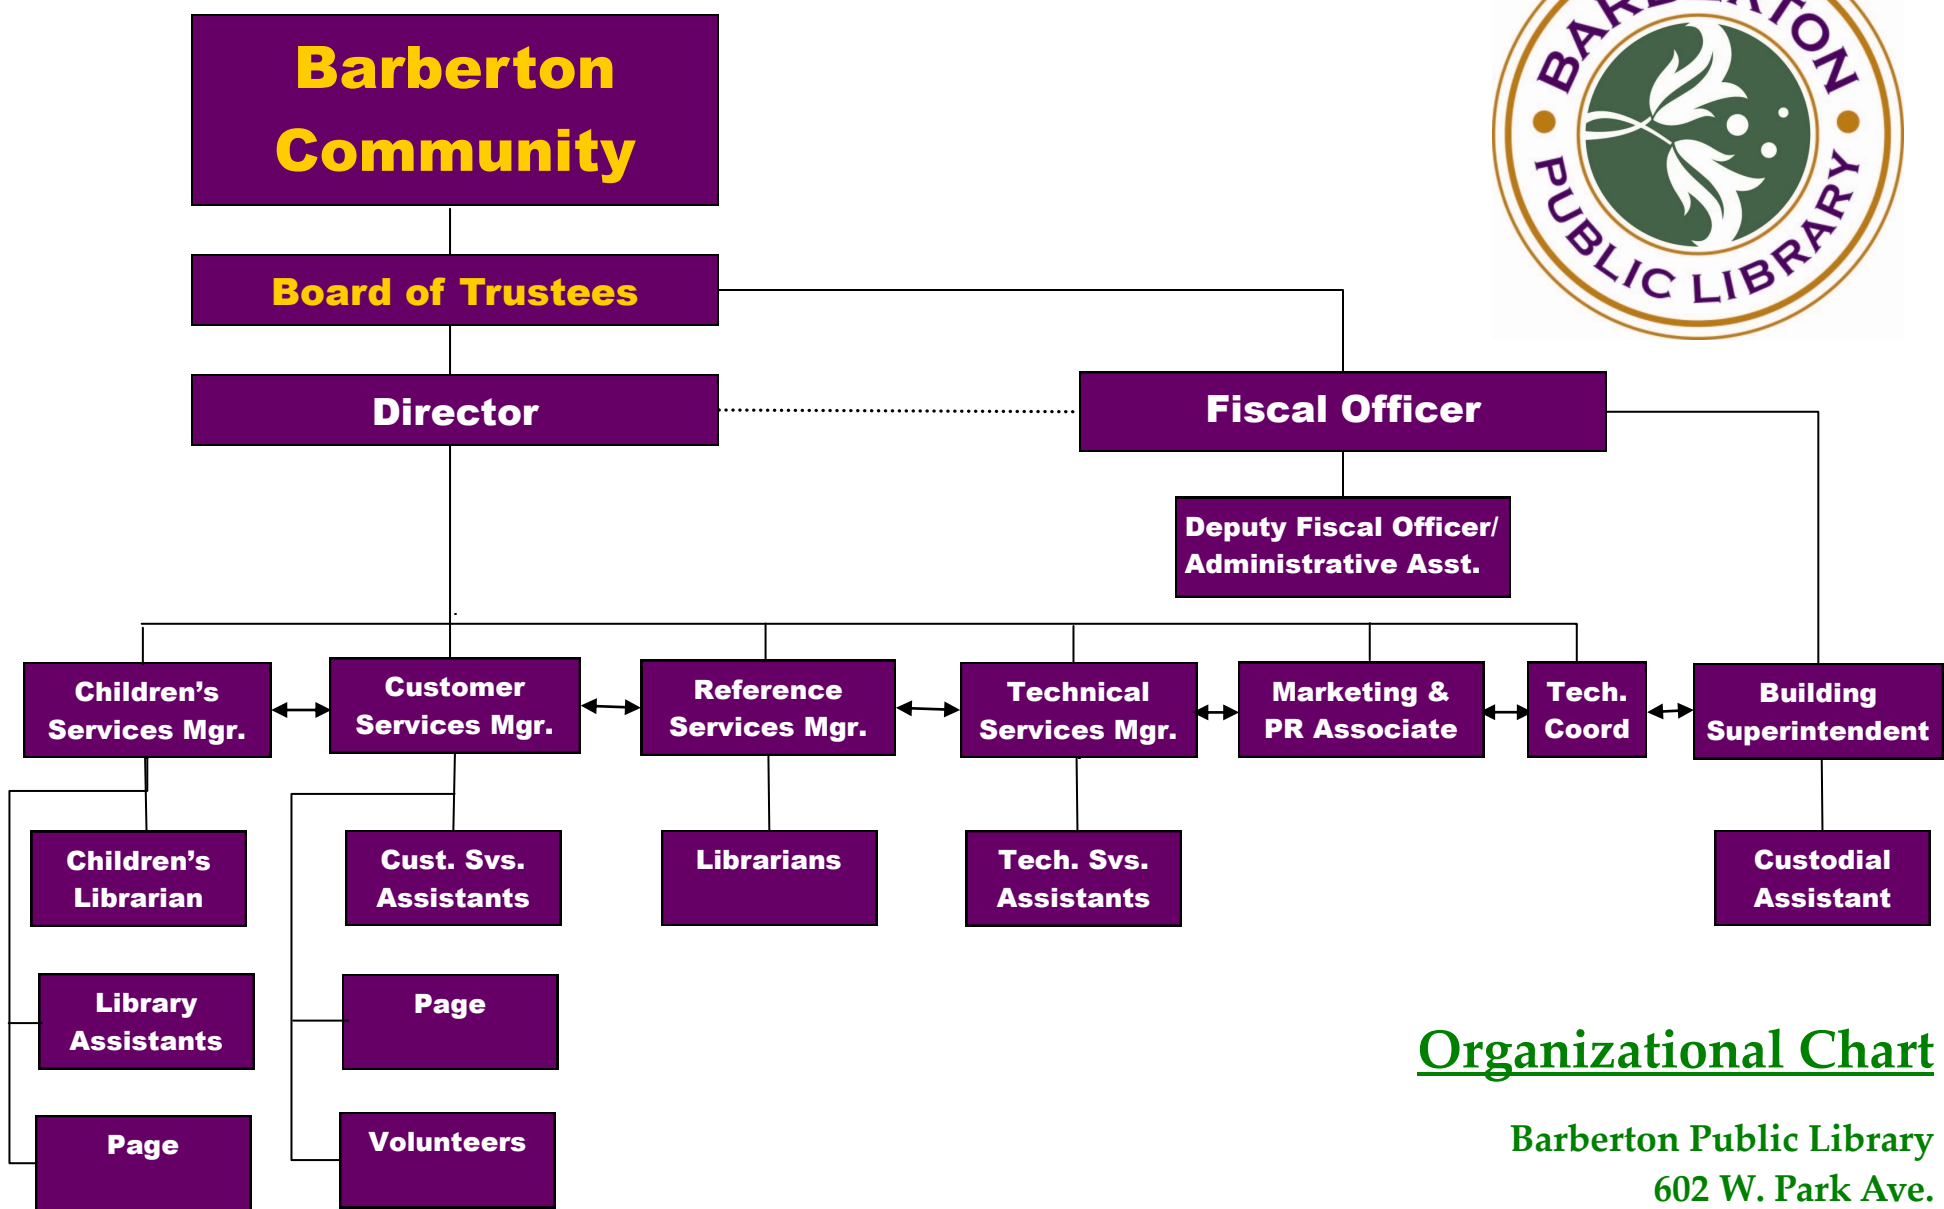 Barberton
Community
BARBERTON
PUBLIC LIBRARY
Board of Trustees
Director
Fiscal Officer
Deputy Fiscal Officer/
Administrative Asst.
Children’s
Services Mgr.
Customer
Services Mgr.
Reference
Services Mgr.
Technical
Services Mgr.
Marketing &
PR Associate
Tech.
Coord
Building
Superintendent
Children’s
Librarian
Cust. Svs.
Assistants
Librarians
Tech. Svs.
Assistants
Custodial
Assistant
Library
Assistants
Page
Page
Volunteers
Organizational Chart
Barberton Public Library
602 W. Park Ave.